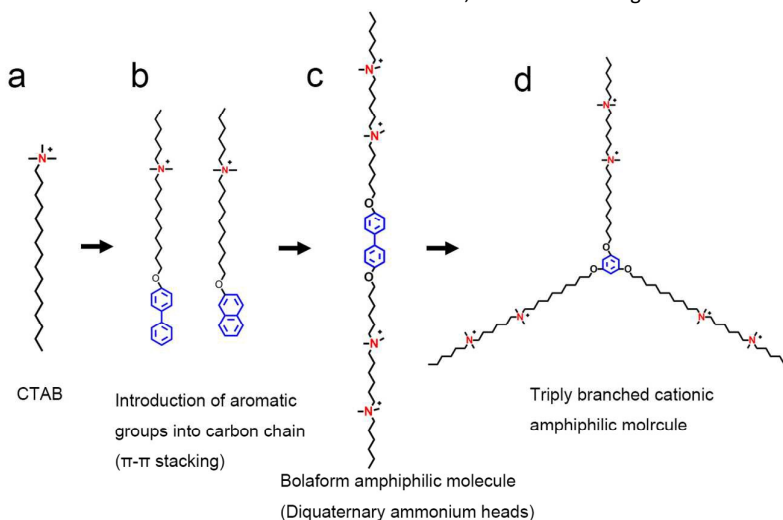 a
b
c
d
CTAB
Introduction of aromatic
groups into carbon chain
(π-π stacking)
Bolaform amphiphilic molecule
(Diquaternary ammonium heads)
Triply branched cationic
amphiphilic molrcule
N
+
N
+
N
+
N
+
N
+
N
+
N
+
N
+
N
+
N
+
N
+
N
+
N
+
O
O
O
O
O
O
O